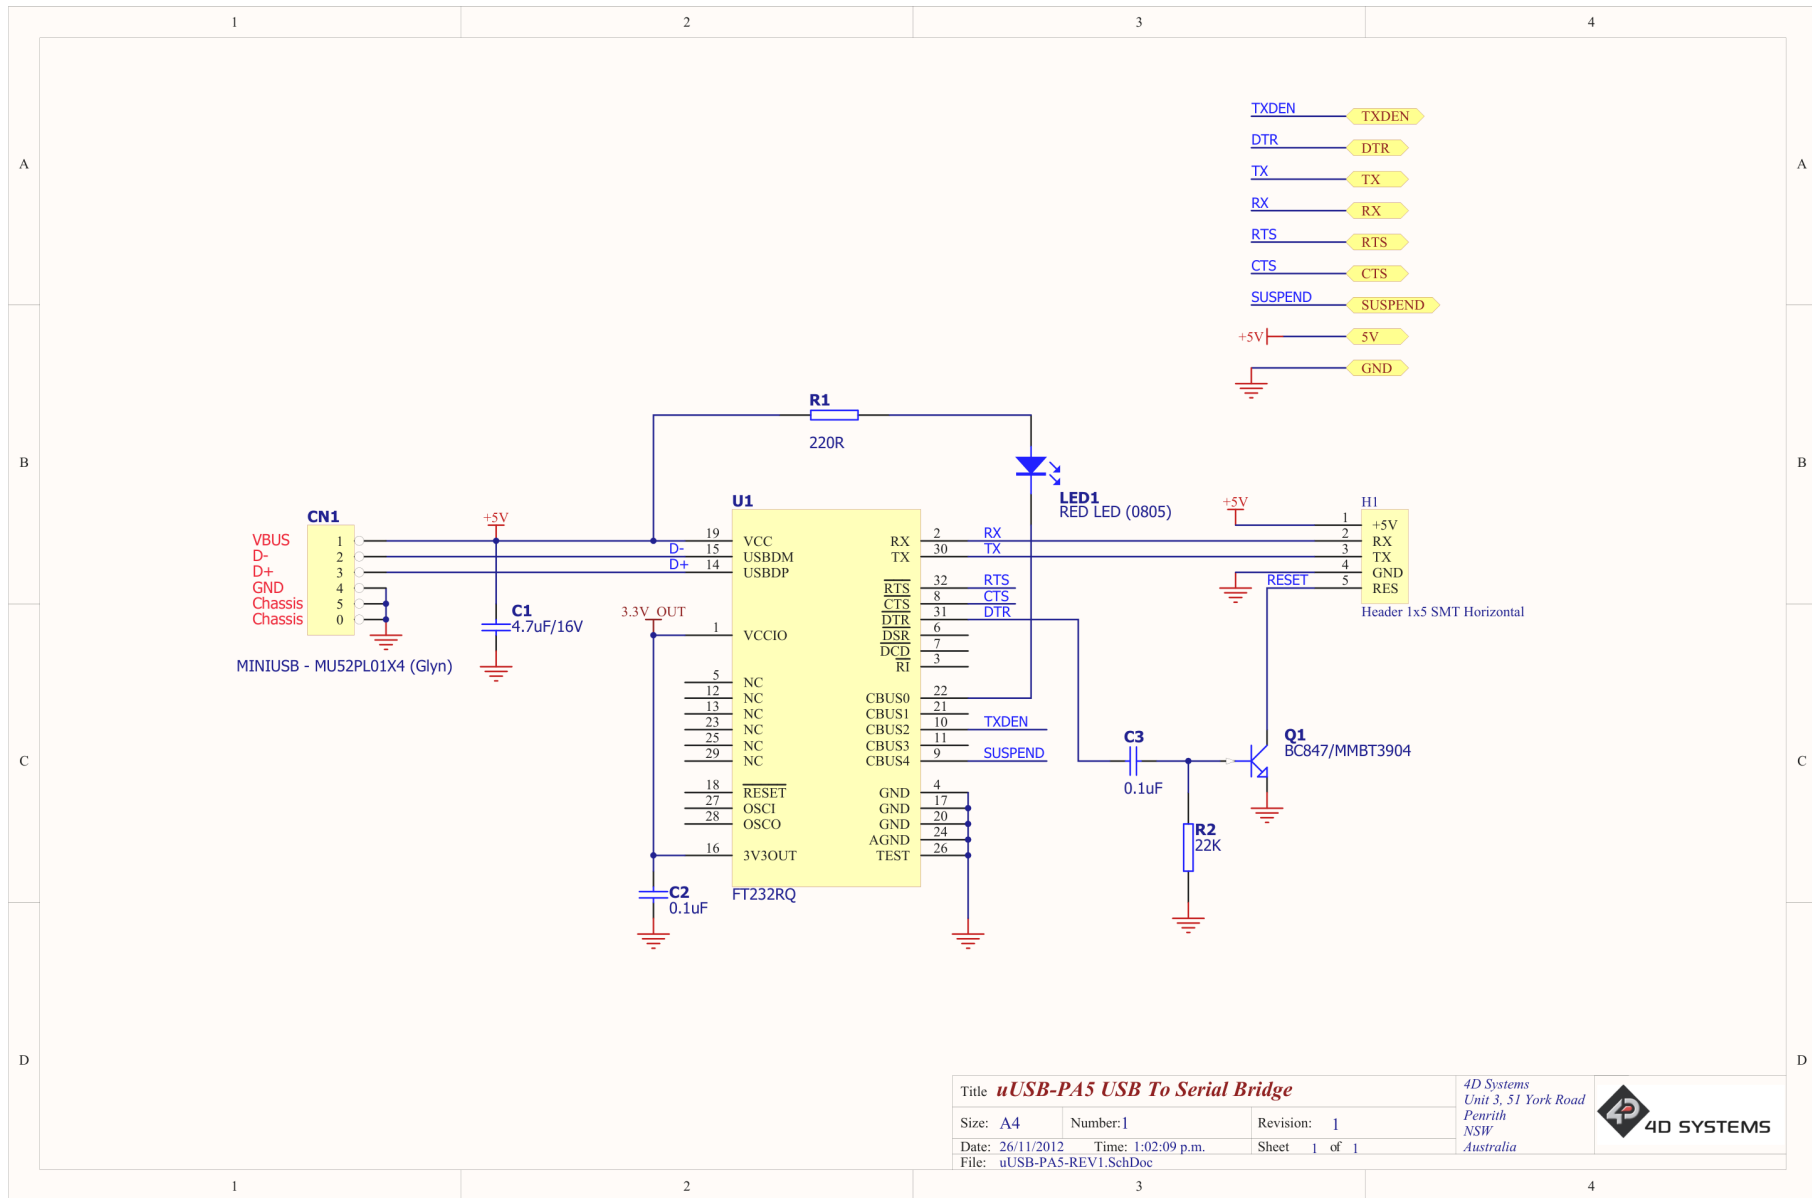 1 2 3 4
A A
B B
C C
D D
TXDEN TXDEN
DTR DTR
TX TX
RX RX
RTS RTS
CTS CTS
SUSPEND SUSPEND
+5V 5V
GND
R1
220R
LED1
RED LED (0805)
CN1
VBUS 1
D- 2
D+ 3
GND 4
Chassis 5
Chassis 0
MINIUSB - MU52PL01X4 (Glyn)
+5V
C1
4.7uF/16V
3.3V_OUT
D-
D+
U1
19 VCC
15 USBDM
14 USBDP
1 VCCIO
5 NC
12 NC
13 NC
23 NC
25 NC
29 NC
18 RESET
27 OSCI
28 OSCO
16 3V3OUT
RX 2 RX
TX 30 TX
RTS 32 RTS
CTS 8 CTS
DTR 31 DTR
DSR 6
DCD 7
RI 3
CBUS0 22
CBUS1 21
CBUS2 10 TXDEN
CBUS3 11
CBUS4 9 SUSPEND
GND 4
GND 17
GND 20
AGND 24
TEST 26
FT232RQ
C2
0.1uF
C3
0.1uF
R2
22K
Q1
BC847/MMBT3904
+5V
H1
1 +5V
2 RX
3 TX
4 GND
RESET 5 RES
Header 1x5 SMT Horizontal
Title uUSB-PA5 USB To Serial Bridge
Size: A4 Number:1 Revision: 1
Date: 26/11/2012 Time: 1:02:09 p.m. Sheet 1 of 1
File: uUSB-PA5-REV1.SchDoc
4D Systems
Unit 3, 51 York Road
Penrith
NSW
Australia
4D SYSTEMS
1 2 3 4